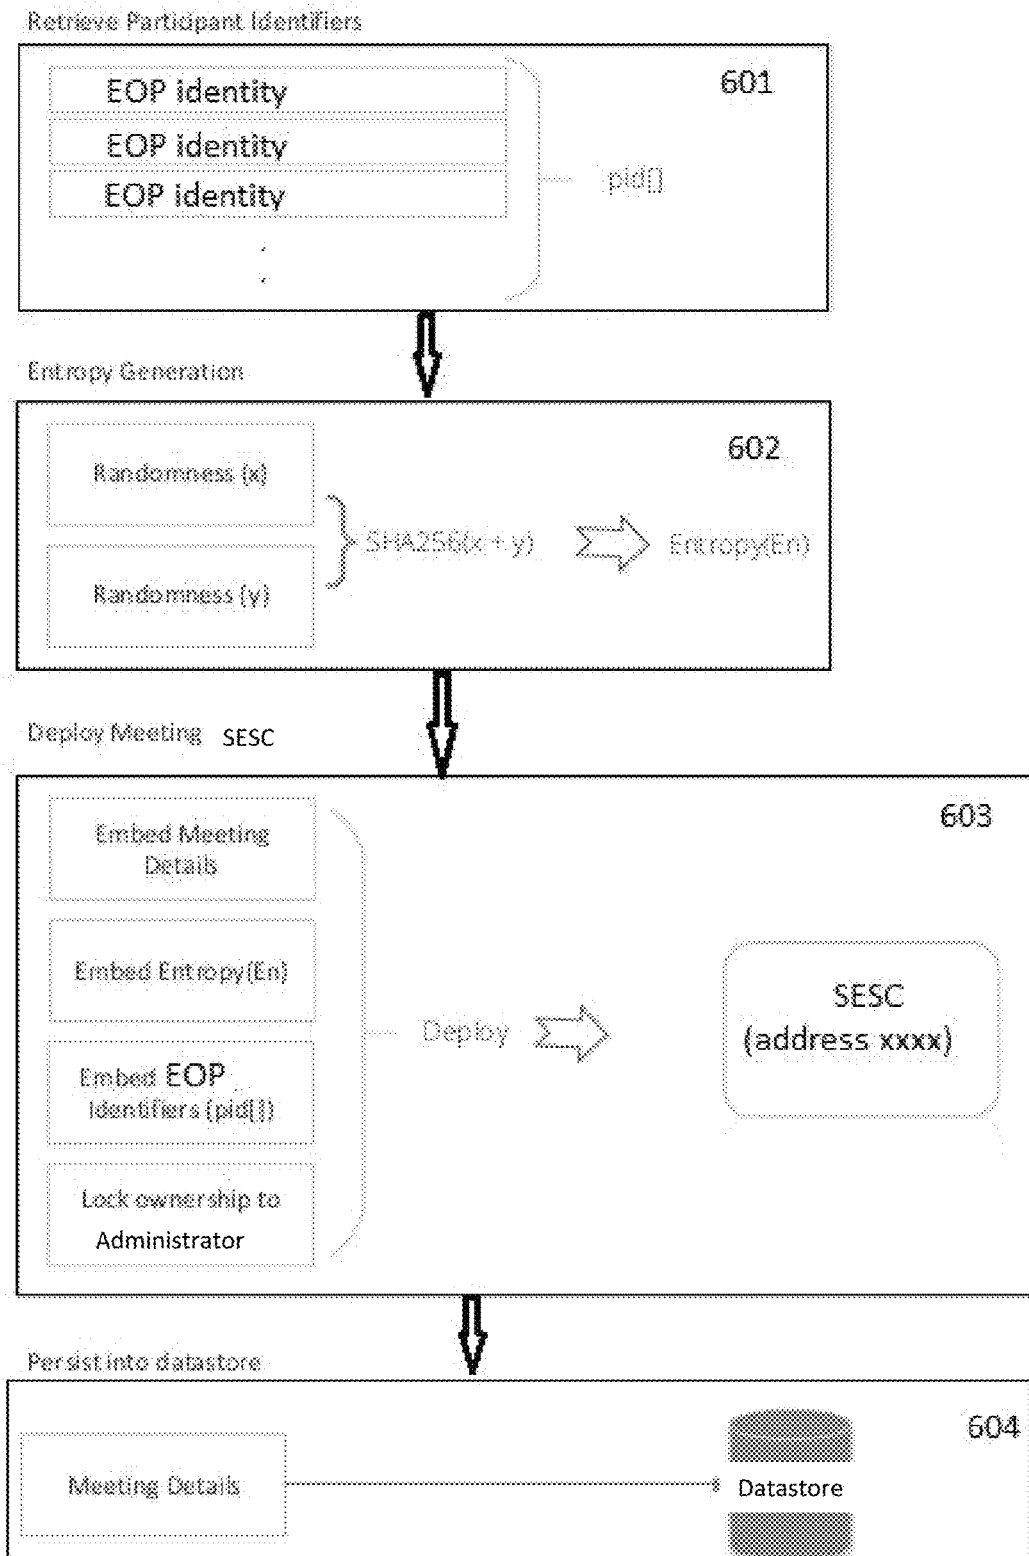 Retrieve Participant Identifiers
601
EOP identity
EOP identity
EOP identity
pid[]
Entropy Generation
602
Randomness (x)
SHA256(x + y)
Entropy(En)
Randomness (y)
Deploy Meeting SESC
603
Embed Meeting
Details
Embed Entropy(En)
Deploy
SESC
(address xxxx)
Embed EOP
Identifiers (pid[])
Lock ownership to
Administrator
Persist into datastore
604
Meeting Details
Datastore